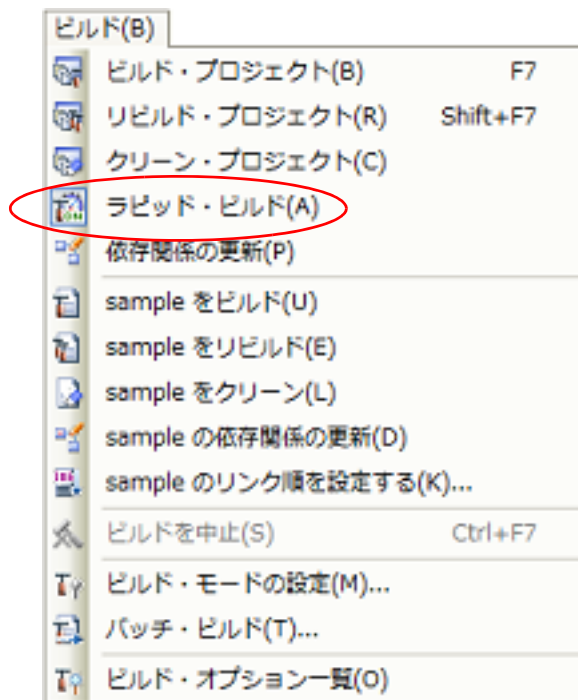 ビルド(B)
ビルド・プロジェクト(B) F7
リビルド・プロジェクト(R) Shift+F7
クリーン・プロジェクト(C)
ラピッド・ビルド(A)
依存関係の更新(P)
sample をビルド(U)
sample をリビルド(E)
sample をクリーン(L)
sample の依存関係の更新(D)
sample のリンク順を設定する(K)...
ビルドを中止(S) Ctrl+F7
ビルド・モードの設定(M)...
バッチ・ビルド(T)...
ビルド・オプション一覧(O)